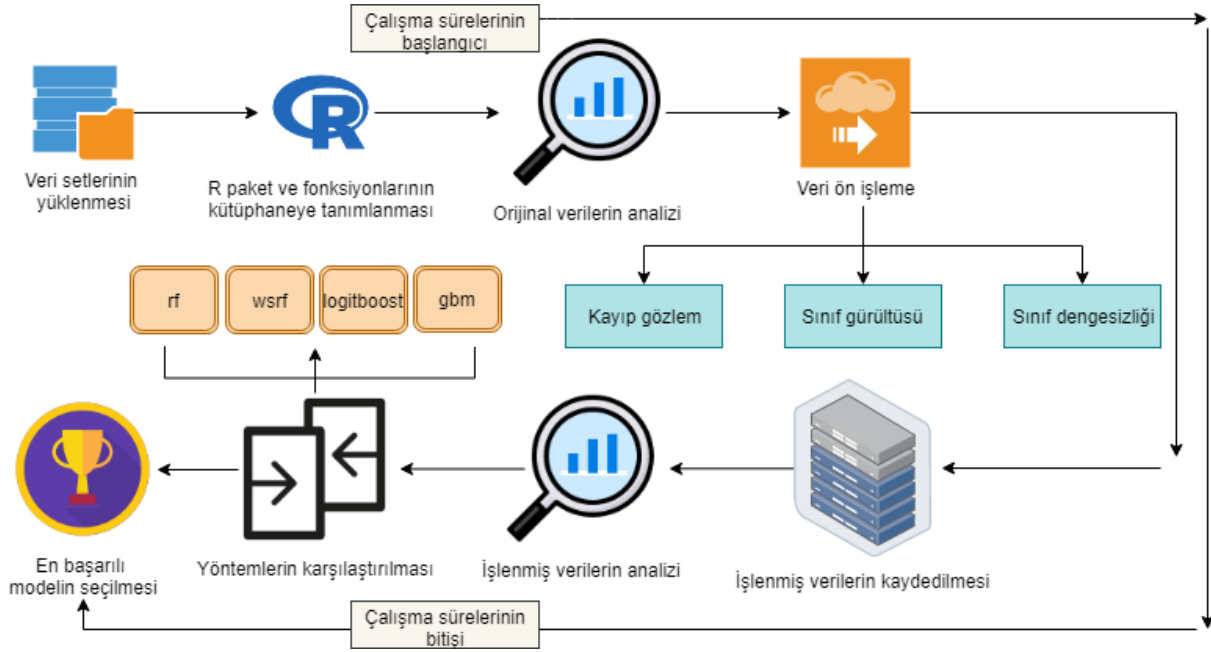 Çalışma sürelerinin
başlangıcı
R
Veri setlerinin
yüklenmesi
R paket ve fonksiyonlarının
kütüphaneye tanımlanması
Orijinal verilerin analizi
Veri ön işleme
rf
wsrf
logitboost
gbm
Kayıp gözlem
Sınıf gürültüsü
Sınıf dengesizliği
En başarılı
modelin seçilmesi
Yöntemlerin karşılaştırılması
İşlenmiş verilerin analizi
İşlenmiş verilerin kaydedilmesi
Çalışma sürelerinin
bitişi